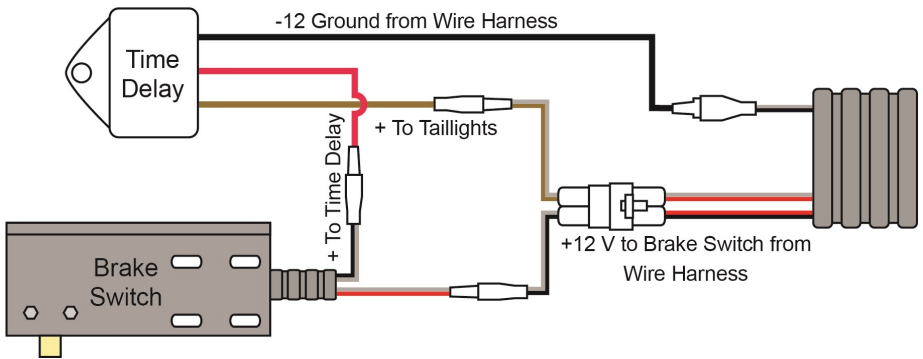 -12 Ground from Wire Harness
Time
Delay
+ To Taillights
+ To Time Delay
+12 V to Brake Switch from
Wire Harness
Brake
Switch